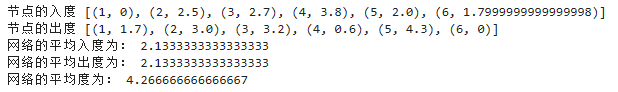 节点的入度 [(1, 0), (2, 2.5), (3, 2.7), (4, 3.8), (5, 2.0), (6, 1.7999999999999998)]
节点的出度 [(1, 1.7), (2, 3.0), (3, 3.2), (4, 0.6), (5, 4.3), (6, 0)]
网络的平均入度为： 2.1333333333333333
网络的平均出度为： 2.1333333333333333
网络的平均度为： 4.266666666666667